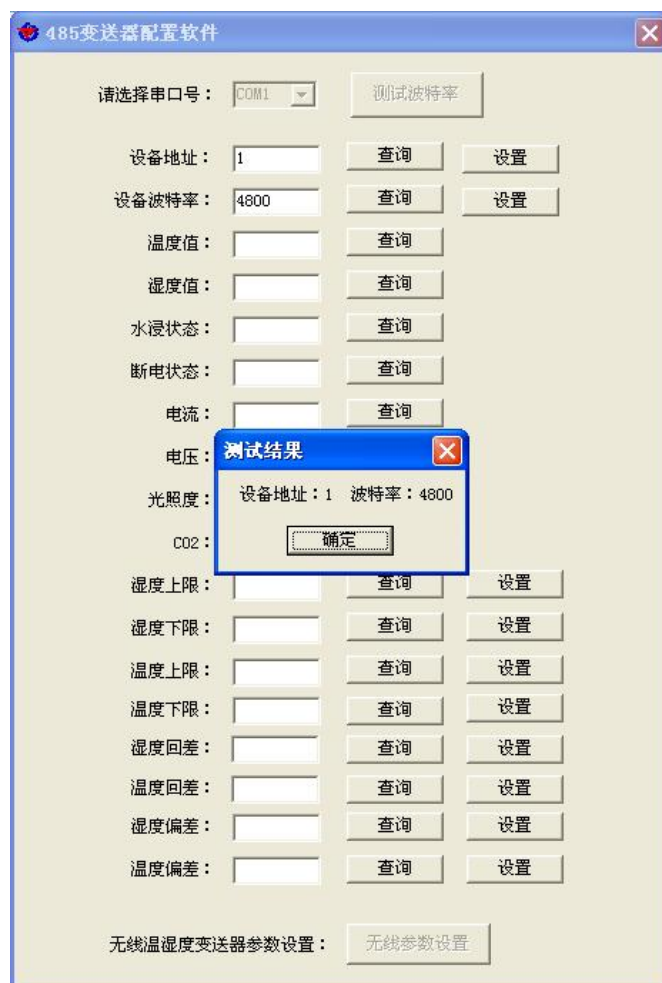 485变送器配置软件
请选择串口号： COM1 测试波特率
设备地址： 1 查询 设置
设备波特率： 4800 查询 设置
温度值： 查询
湿度值： 查询
水浸状态： 查询
断电状态： 查询
电流： 查询
测试结果
电压：
设备地址：1 波特率：4800
光照度：
确定
CO2：
湿度上限： 查询 设置
湿度下限： 查询 设置
温度上限： 查询 设置
温度下限： 查询 设置
湿度回差： 查询 设置
温度回差： 查询 设置
湿度偏差： 查询 设置
温度偏差： 查询 设置
无线温湿度变送器参数设置： 无线参数设置